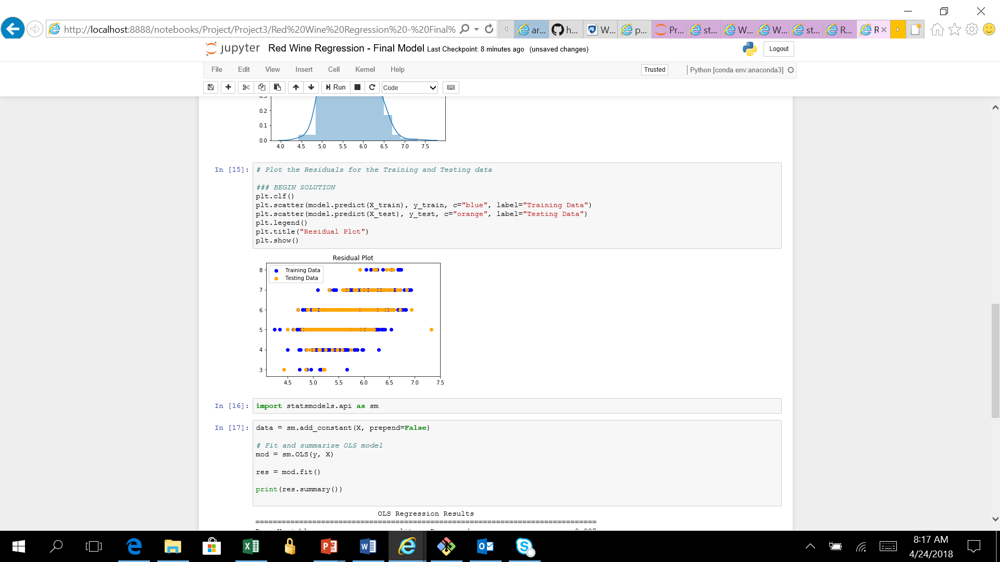 http://localhost:8888/notebooks/Project/Project3/Red%20Wine%20Regression%20-%20Final%
ar... h... W... p... Pr... st... W... W... st... R... R
jupyter Red Wine Regression - Final Model Last Checkpoint: 8 minutes ago (unsaved changes)
Logout
File Edit View Insert Cell Kernel Help
Trusted Python [conda env:anaconda3]
Run Code
0.2
0.1
0.0
4.0 4.5 5.0 5.5 6.0 6.5 7.0 7.5
In [15]: # Plot the Residuals for the Training and Testing data
### BEGIN SOLUTION
plt.clf()
plt.scatter(model.predict(X_train), y_train, c="blue", label="Training Data")
plt.scatter(model.predict(X_test), y_test, c="orange", label="Testing Data")
plt.legend()
plt.title("Residual Plot")
plt.show()
Residual Plot
Training Data
Testing Data
8
7
6
5
4
3
4.5 5.0 5.5 6.0 6.5 7.0 7.5
In [16]: import statsmodels.api as sm
In [17]: data = sm.add_constant(X, prepend=False)
# Fit and summarize OLS model
mod = sm.OLS(y, X)
res = mod.fit()
print(res.summary())
OLS Regression Results
==============================================================================
8:17 AM
4/24/2018